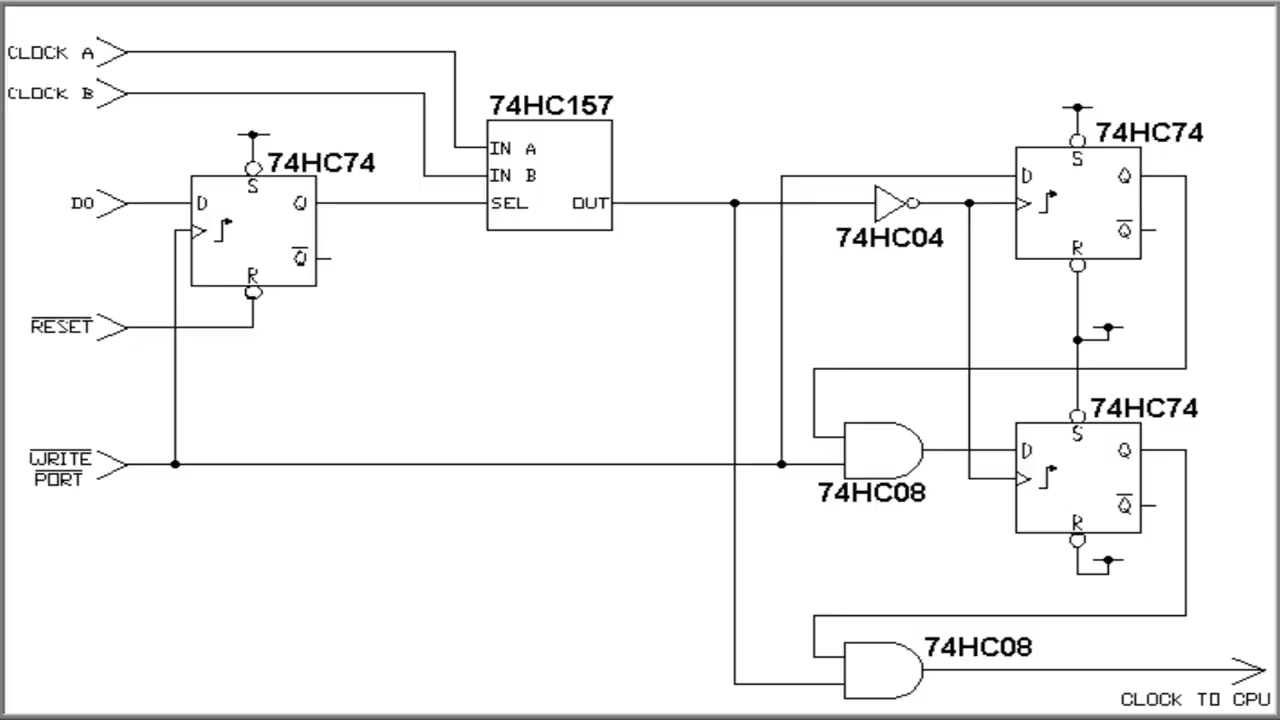 CLOCK A
CLOCK B
74HC157
IN A
IN B
SEL
OUT
74HC74
S
D
Q
Q
R
DO
RESET
WRITE
PORT
74HC04
74HC74
S
D
Q
Q
R
74HC08
74HC74
S
D
Q
Q
R
74HC08
CLOCK TO CPU